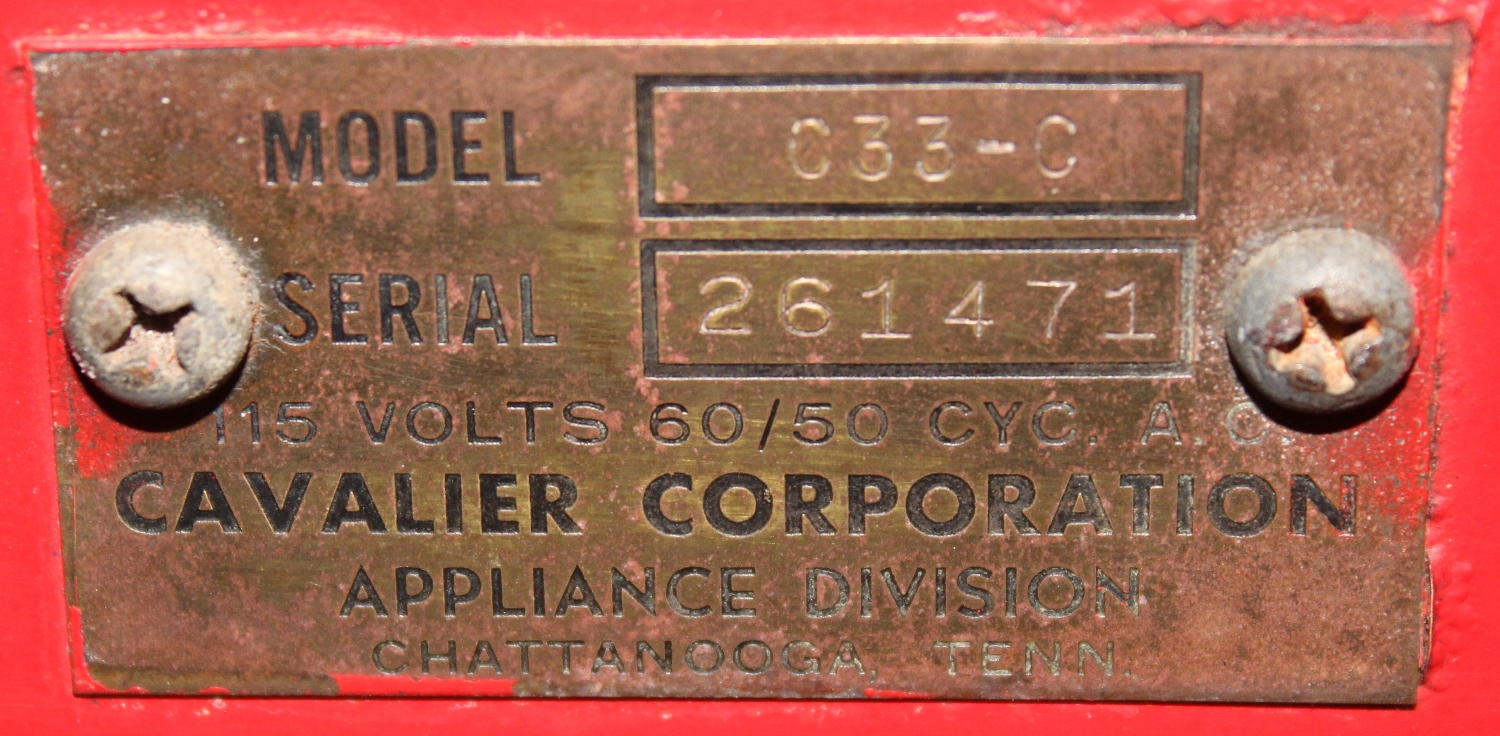 MODEL C33-C
SERIAL 261471
115 VOLTS 60/50 CYC. A.C
CAVALIER CORPORATION
APPLIANCE DIVISION
CHATTANOOGA, TENN.